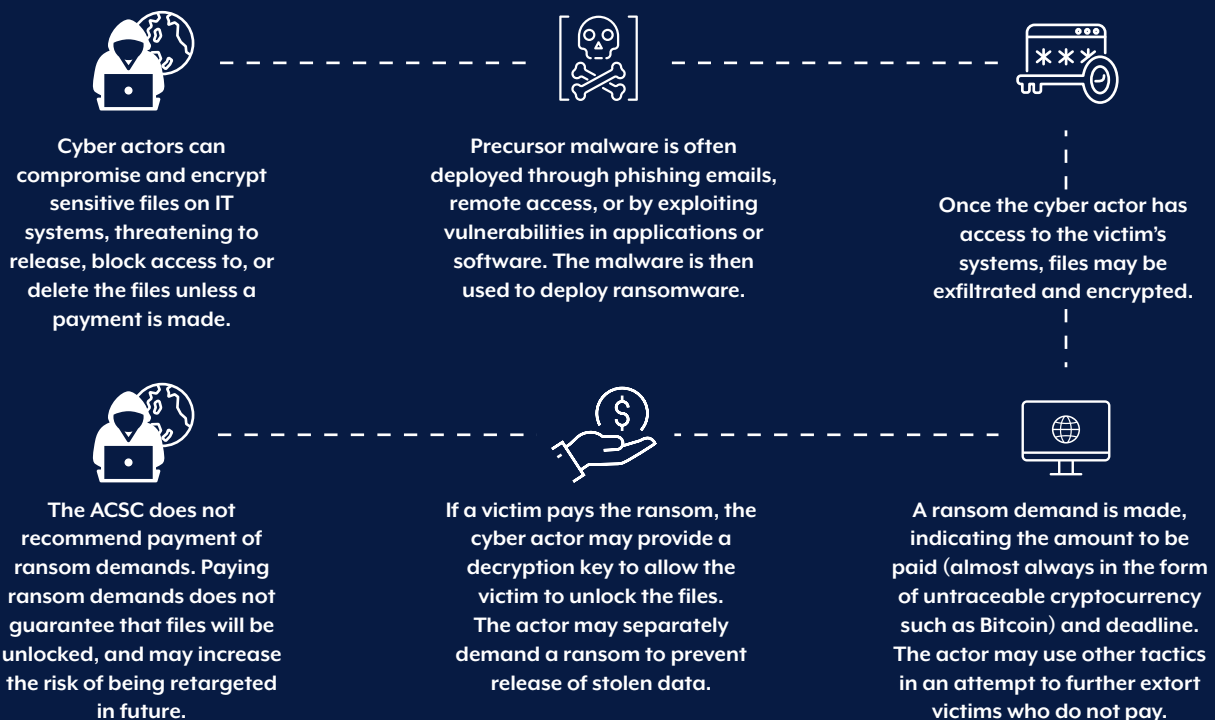 Cyber actors can
compromise and encrypt
sensitive files on IT
systems, threatening to
release, block access to, or
delete the files unless a
payment is made.
Precursor malware is often
deployed through phishing emails,
remote access, or by exploiting
vulnerabilities in applications or
software. The malware is then
used to deploy ransomware.
***
Once the cyber actor has
access to the victim’s
systems, files may be
exfiltrated and encrypted.
A ransom demand is made,
indicating the amount to be
paid (almost always in the form
of untraceable cryptocurrency
such as Bitcoin) and deadline.
The actor may use other tactics
in an attempt to further extort
victims who do not pay.
$
If a victim pays the ransom, the
cyber actor may provide a
decryption key to allow the
victim to unlock the files.
The actor may separately
demand a ransom to prevent
release of stolen data.
The ACSC does not
recommend payment of
ransom demands. Paying
ransom demands does not
guarantee that files will be
unlocked, and may increase
the risk of being retargeted
in future.